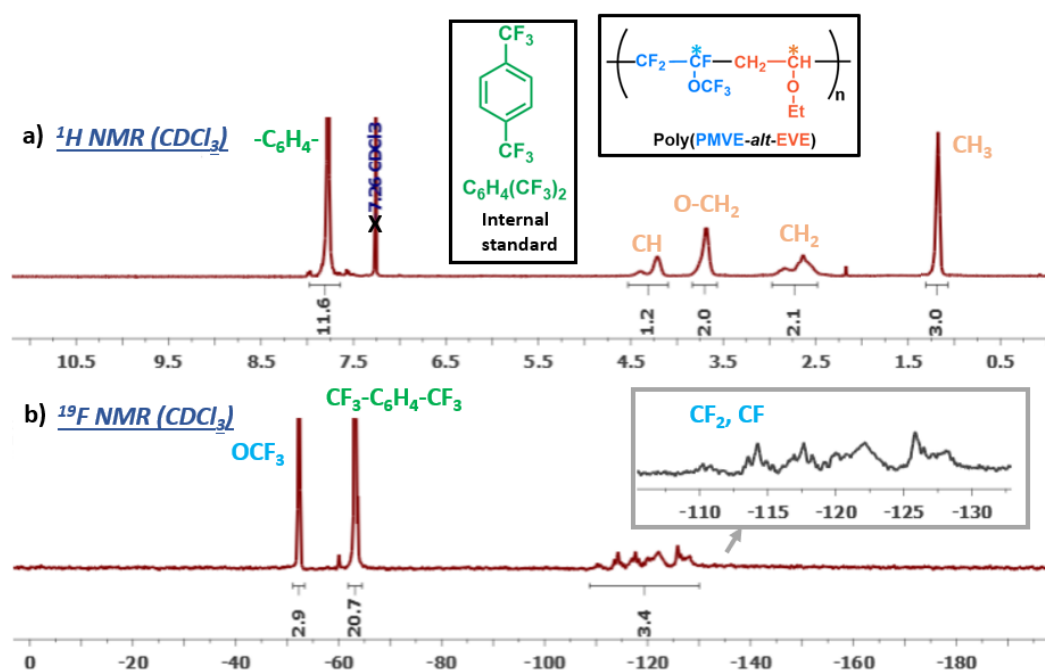 CF₃
CF₃
C₆H₄(CF₃)₂
Internal
standard
* *
( CF₂—CF—CH₂—CH )n
OCF₃ O
Et
Poly(PMVE-alt-EVE)
a) ¹H NMR (CDCl₃)
-C₆H₄-
7.26 CDCl3
X
CH
O-CH₂
CH₂
CH₃
11.6 1.2 2.0 2.1 3.0
10.5 9.5 8.5 7.5 6.5 5.5 4.5 3.5 2.5 1.5 0.5
b) ¹⁹F NMR (CDCl₃)
OCF₃
CF₃-C₆H₄-CF₃
CF₂, CF
-110 -115 -120 -125 -130
2.9 20.7 3.4
0 -20 -40 -60 -80 -100 -120 -140 -160 -180